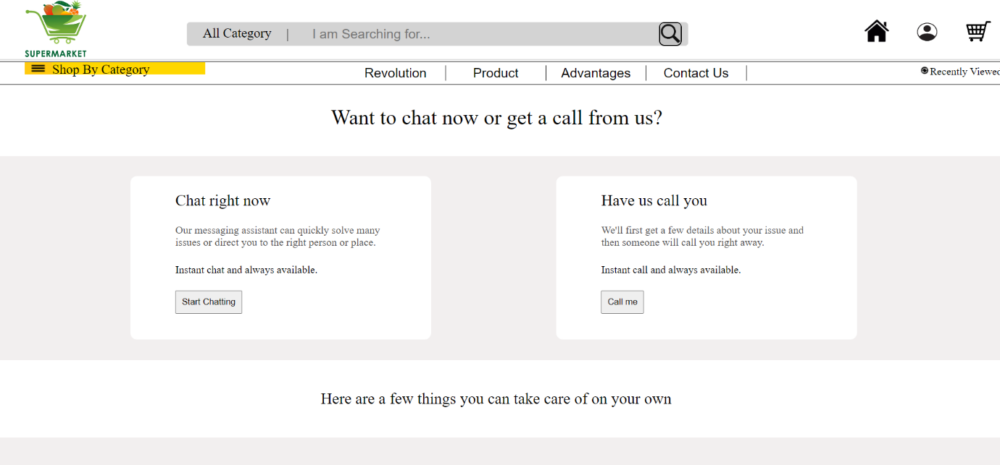 SUPERMARKET
All Category | I am Searching for...
Shop By Category
Revolution
Product
Advantages
Contact Us
Recently Viewed
Want to chat now or get a call from us?
Chat right now
Our messaging assistant can quickly solve many
issues or direct you to the right person or place.
Instant chat and always available.
Start Chatting
Have us call you
We'll first get a few details about your issue and
then someone will call you right away.
Instant call and always available.
Call me
Here are a few things you can take care of on your own